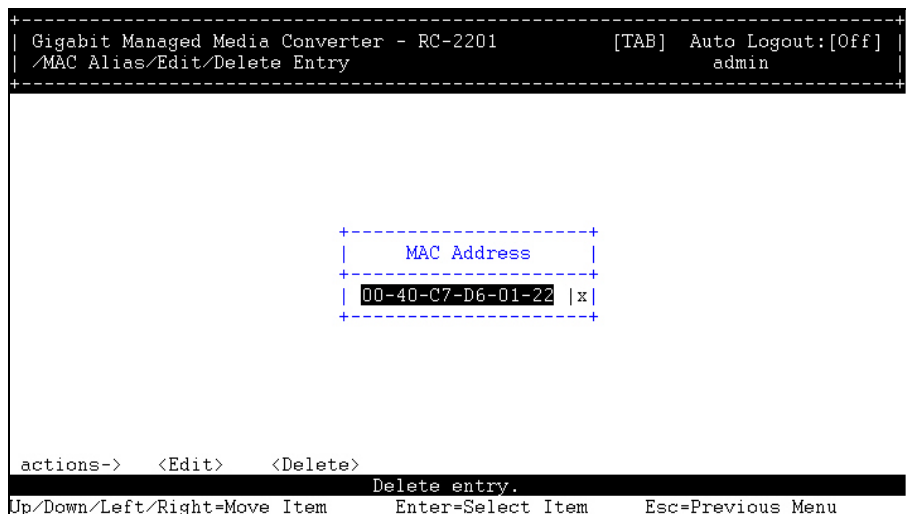 Gigabit Managed Media Converter - RC-2201 [TAB] Auto Logout:[Off]
/MAC Alias/Edit/Delete Entry admin
MAC Address
00-40-C7-D6-01-22 |x|
actions-> <Edit> <Delete>
Delete entry.
Up/Down/Left/Right=Move Item Enter=Select Item Esc=Previous Menu